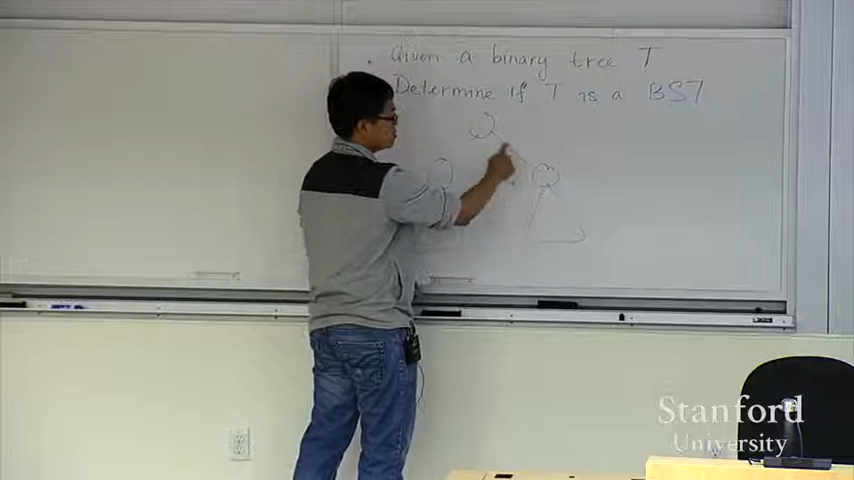 Given a binary tree T
Determine if T is a BST
Stanford
University